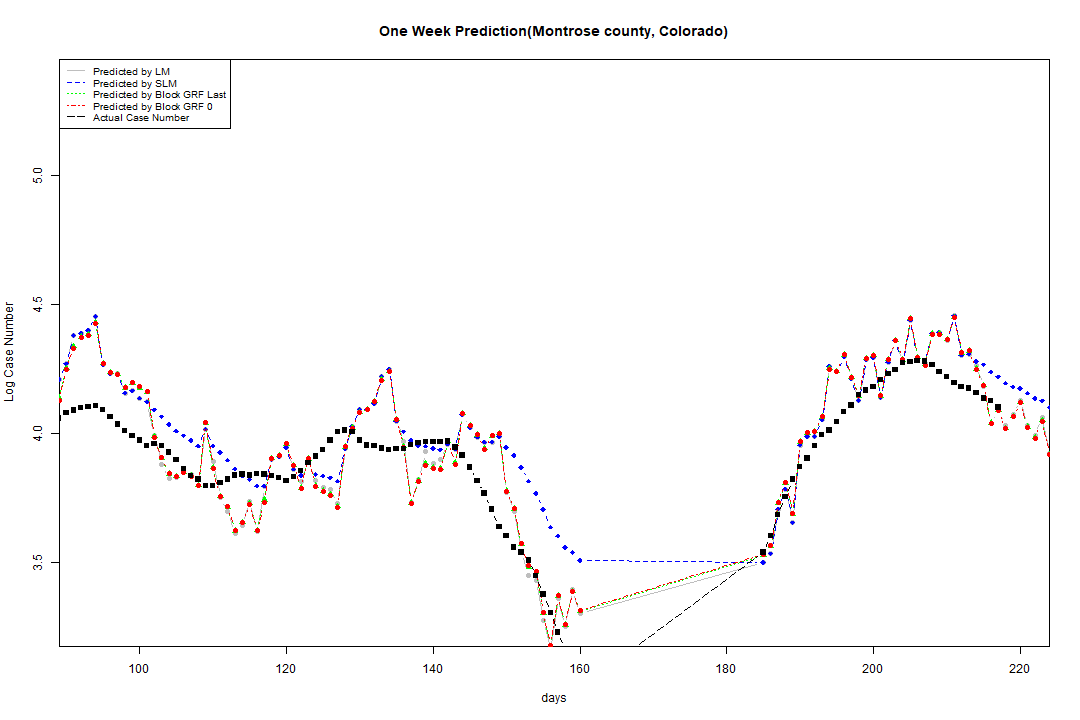 One Week Prediction(Montrose county, Colorado)
Predicted by LM
Predicted by SLM
Predicted by Block GRF Last
Predicted by Block GRF 0
Actual Case Number
5.0
4.5
4.0
3.5
Log Case Number
100 120 140 160 180 200 220
days